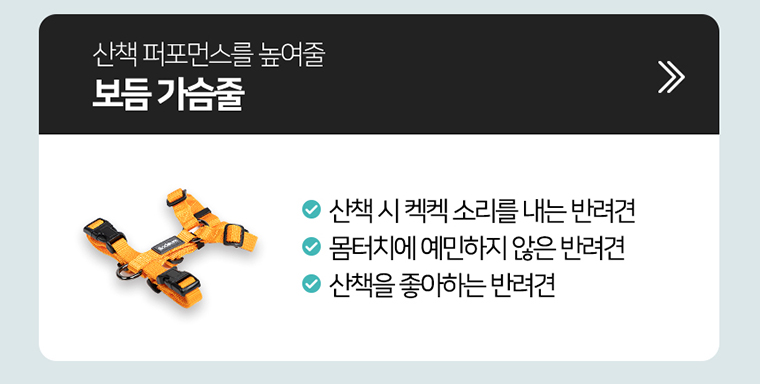 산책 퍼포먼스를 높여줄
보듬 가슴줄
산책 시 켁켁 소리를 내는 반려견
몸터치에 예민하지 않은 반려견
산책을 좋아하는 반려견